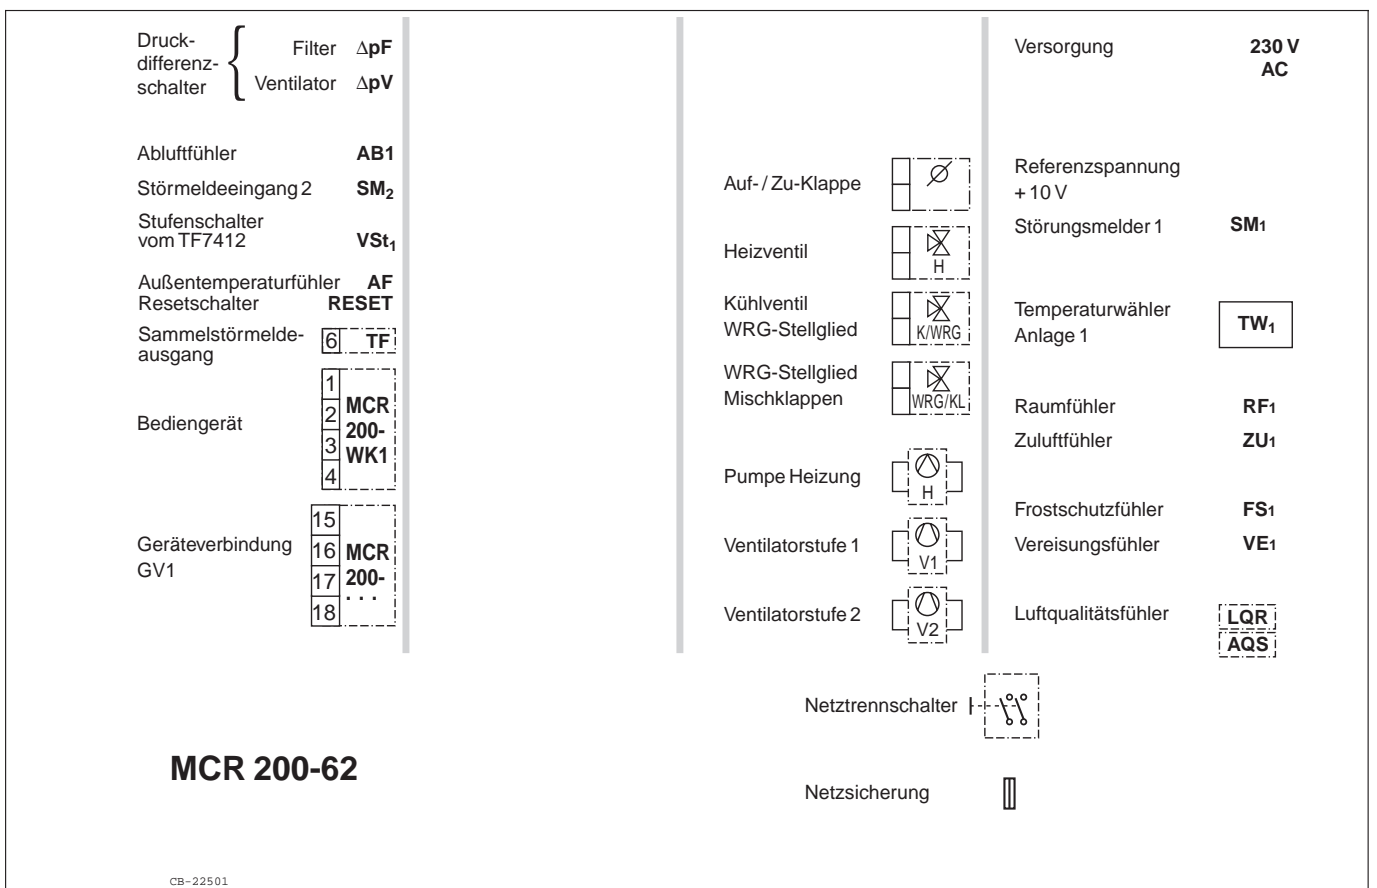 Druck-
differenz-
schalter
Filter ΔpF
Ventilator ΔpV
Abluftfühler AB1
Störmeldeeingang 2 SM2
Stufenschalter
vom TF7412 VSt1
Außentemperaturfühler AF
Resetschalter RESET
Sammelstörmelde-
ausgang
6 TF
Bediengerät
1
2
3
4
MCR
200-
WK1
Geräteverbindung
GV1
15
16
17
18
MCR
200-
. . .
Auf- / Zu-Klappe
Heizventil
H
Kühlventil
WRG-Stellglied
K/WRG
WRG-Stellglied
Mischklappen
WRG/KL
Pumpe Heizung
H
Ventilatorstufe 1
V1
Ventilatorstufe 2
V2
Versorgung 230 V
AC
Referenzspannung
+ 10 V
Störungsmelder 1 SM1
Temperaturwähler
Anlage 1
TW1
Raumfühler RF1
Zuluftfühler ZU1
Frostschutzfühler FS1
Vereisungsfühler VE1
Luftqualitätsfühler LQR
AQS
Netztrennschalter
MCR 200-62
Netzsicherung
CB-22501